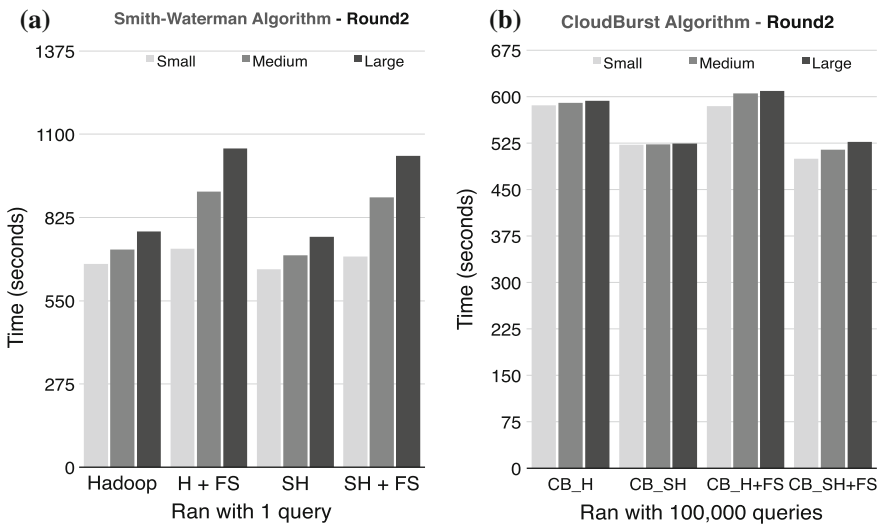 (a)
Smith-Waterman Algorithm - Round2
Small Medium Large
Time (seconds)
1375
1100
825
550
275
0
Hadoop H + FS SH SH + FS
Ran with 1 query
(b)
CloudBurst Algorithm - Round2
Small Medium Large
Time (seconds)
675
600
525
450
375
300
225
150
75
0
CB_H CB_SH CB_H+FS CB_SH+FS
Ran with 100,000 queries